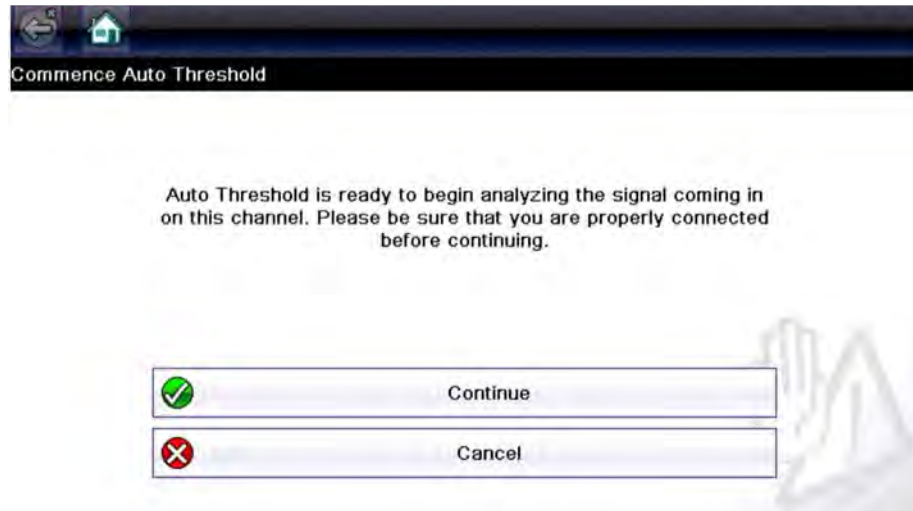 Commence Auto Threshold
Auto Threshold is ready to begin analyzing the signal coming in
on this channel. Please be sure that you are properly connected
before continuing.
Continue
Cancel